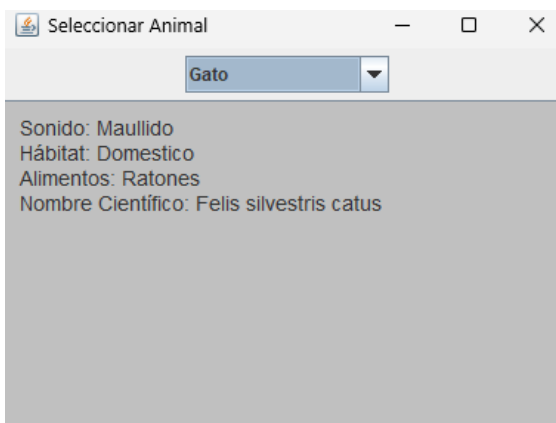 Seleccionar Animal
Gato
Sonido: Maullido
Hábitat: Domestico
Alimentos: Ratones
Nombre Científico: Felis silvestris catus